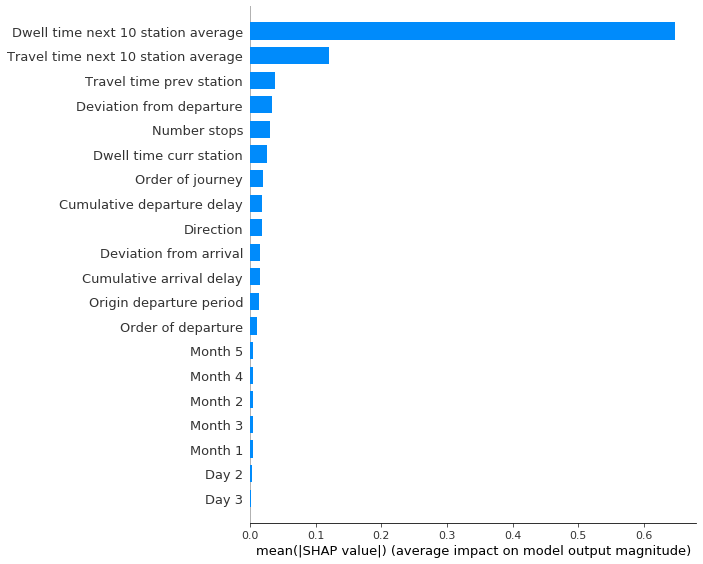 Dwell time next 10 station average
Travel time next 10 station average
Travel time prev station
Deviation from departure
Number stops
Dwell time curr station
Order of journey
Cumulative departure delay
Direction
Deviation from arrival
Cumulative arrival delay
Origin departure period
Order of departure
Month 5
Month 4
Month 2
Month 3
Month 1
Day 2
Day 3
0.0 0.1 0.2 0.3 0.4 0.5 0.6
mean(|SHAP value|) (average impact on model output magnitude)